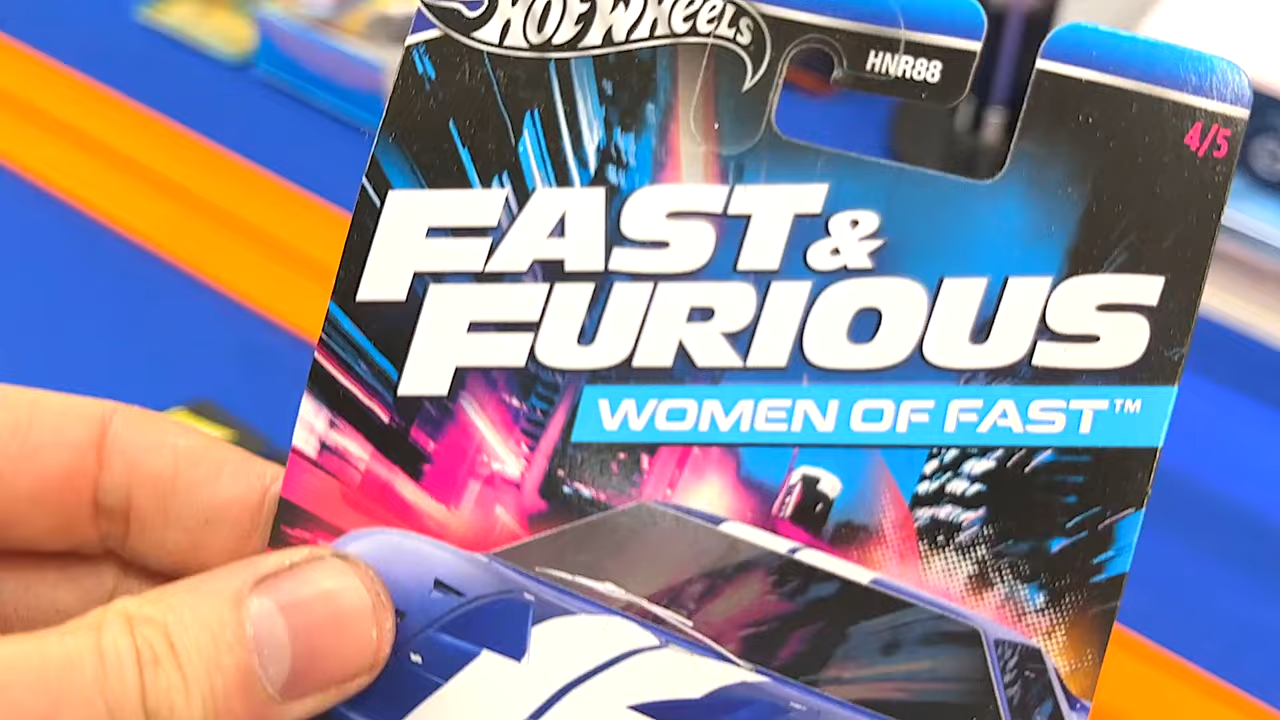 HOT WHEELS
HNR88
4/5
FAST &
FURIOUS
WOMEN OF FAST™